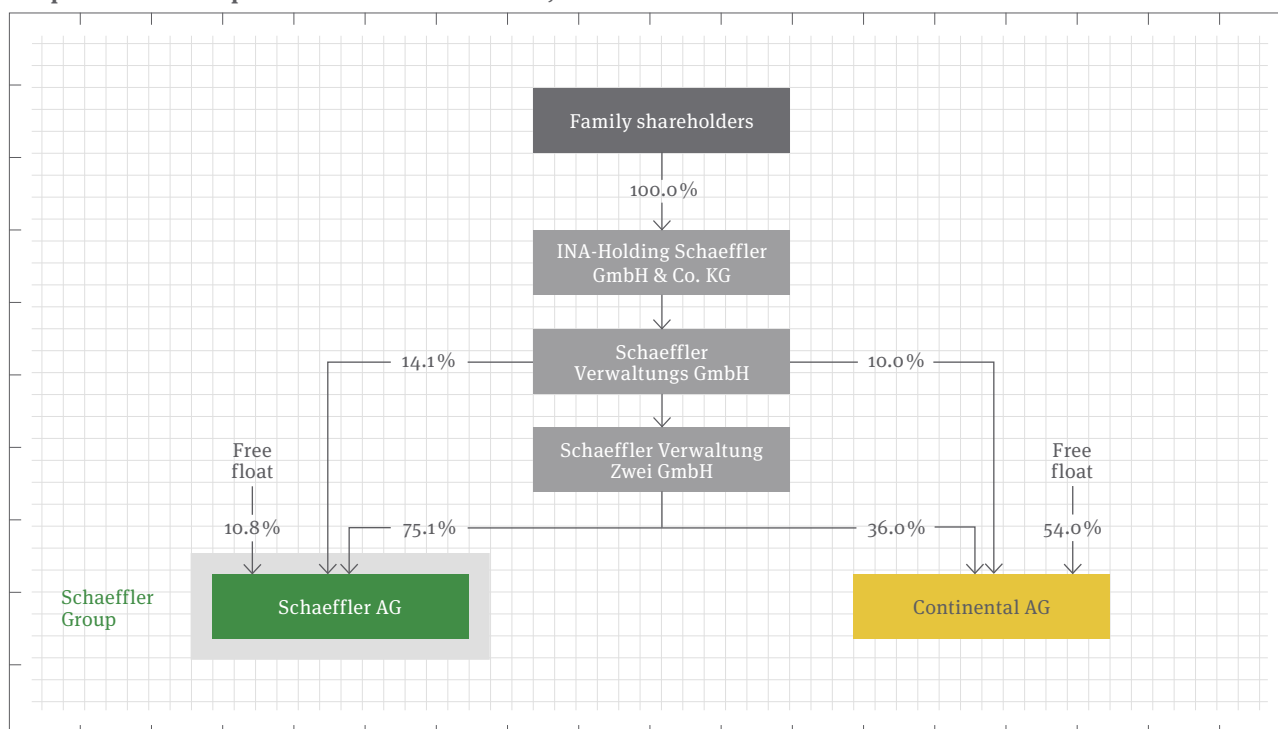 Family shareholders
100.0%
INA-Holding Schaeffler
GmbH & Co. KG
14.1%
Schaeffler
Verwaltungs GmbH
10.0%
Free
float
Schaeffler Verwaltung
Zwei GmbH
Free
float
10.8%
75.1%
36.0%
54.0%
Schaeffler
Group
Schaeffler AG
Continental AG